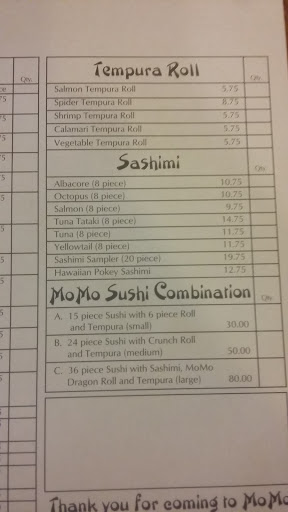 Qty.
Tempura Roll
Qty.
Salmon Tempura Roll 5.75
Spider Tempura Roll 8.75
Shrimp Tempura Roll 5.75
Calamari Tempura Roll 5.75
Vegetable Tempura Roll 5.75
Sashimi
Qty.
Albacore (8 piece) 10.75
Octopus (8 piece) 10.75
Salmon (8 piece) 9.75
Tuna Tataki (8 piece) 14.75
Tuna (8 piece) 11.75
Yellowtail (8 piece) 11.75
Sashimi Sampler (20 piece) 19.75
Hawaiian Pokey Sashimi 12.75
MoMo Sushi Combination
Qty.
A. 15 piece Sushi with 6 piece Roll
and Tempura (small) 30.00
B. 24 piece Sushi with Crunch Roll
and Tempura (medium) 50.00
C. 36 piece Sushi with Sashimi, MoMo
Dragon Roll and Tempura (large) 80.00
Thank you for coming to MoMo